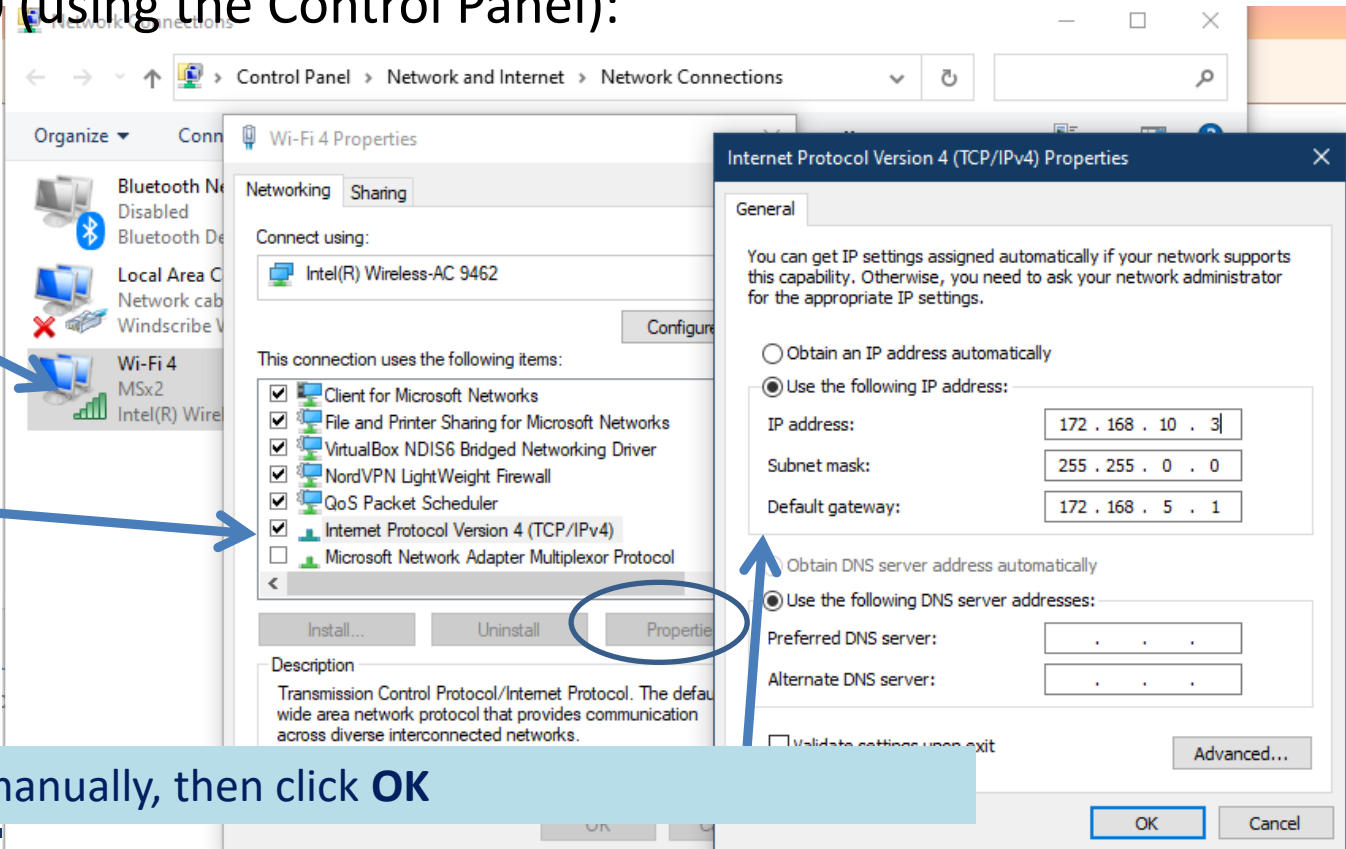 (using the Control Panel):
Network Connections
Control Panel > Network and Internet > Network Connections
Organize
Conn
Bluetooth Ne
Disabled
Bluetooth De
Local Area C
Network cab
Windscribe V
Wi-Fi 4
MSx2
Intel(R) Wirel
Wi-Fi 4 Properties
Networking Sharing
Connect using:
Intel(R) Wireless-AC 9462
Configure
This connection uses the following items:
Client for Microsoft Networks
File and Printer Sharing for Microsoft Networks
VirtualBox NDIS6 Bridged Networking Driver
NordVPN LightWeight Firewall
QoS Packet Scheduler
Internet Protocol Version 4 (TCP/IPv4)
Microsoft Network Adapter Multiplexor Protocol
Install... Uninstall Propertie
Description
Transmission Control Protocol/Internet Protocol. The defau
wide area network protocol that provides communication
across diverse interconnected networks.
Internet Protocol Version 4 (TCP/IPv4) Properties
General
You can get IP settings assigned automatically if your network supports
this capability. Otherwise, you need to ask your network administrator
for the appropriate IP settings.
Obtain an IP address automatically
Use the following IP address:
IP address: 172 . 168 . 10 . 3
Subnet mask: 255 . 255 . 0 . 0
Default gateway: 172 . 168 . 5 . 1
Obtain DNS server address automatically
Use the following DNS server addresses:
Preferred DNS server: . . .
Alternate DNS server: . . .
Validate settings upon exit
Advanced...
OK Cancel
manually, then click OK
OK